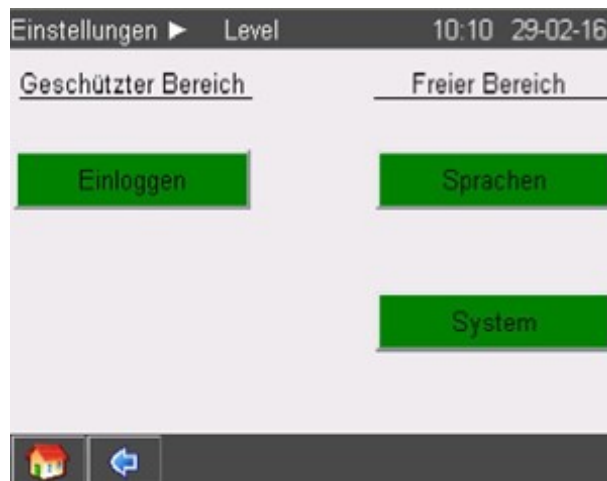 Einstellungen ► Level 10:10 29-02-16
Geschützter Bereich Freier Bereich
Einloggen Sprachen
System